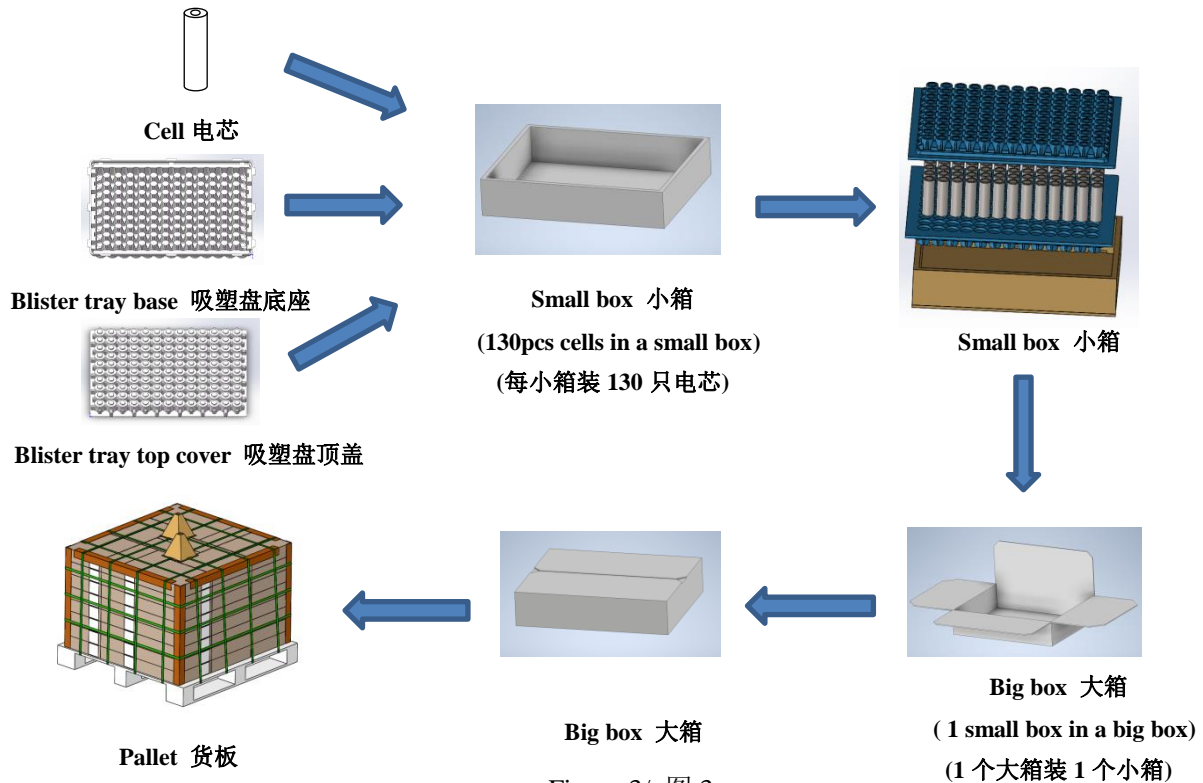 Cell 电芯
Blister tray base 吸塑盘底座
Blister tray top cover 吸塑盘顶盖
Small box 小箱
(130pcs cells in a small box)
(每小箱装 130 只电芯)
Small box 小箱
Big box 大箱
( 1 small box in a big box)
(1 个大箱装 1 个小箱)
Big box 大箱
Pallet 货板